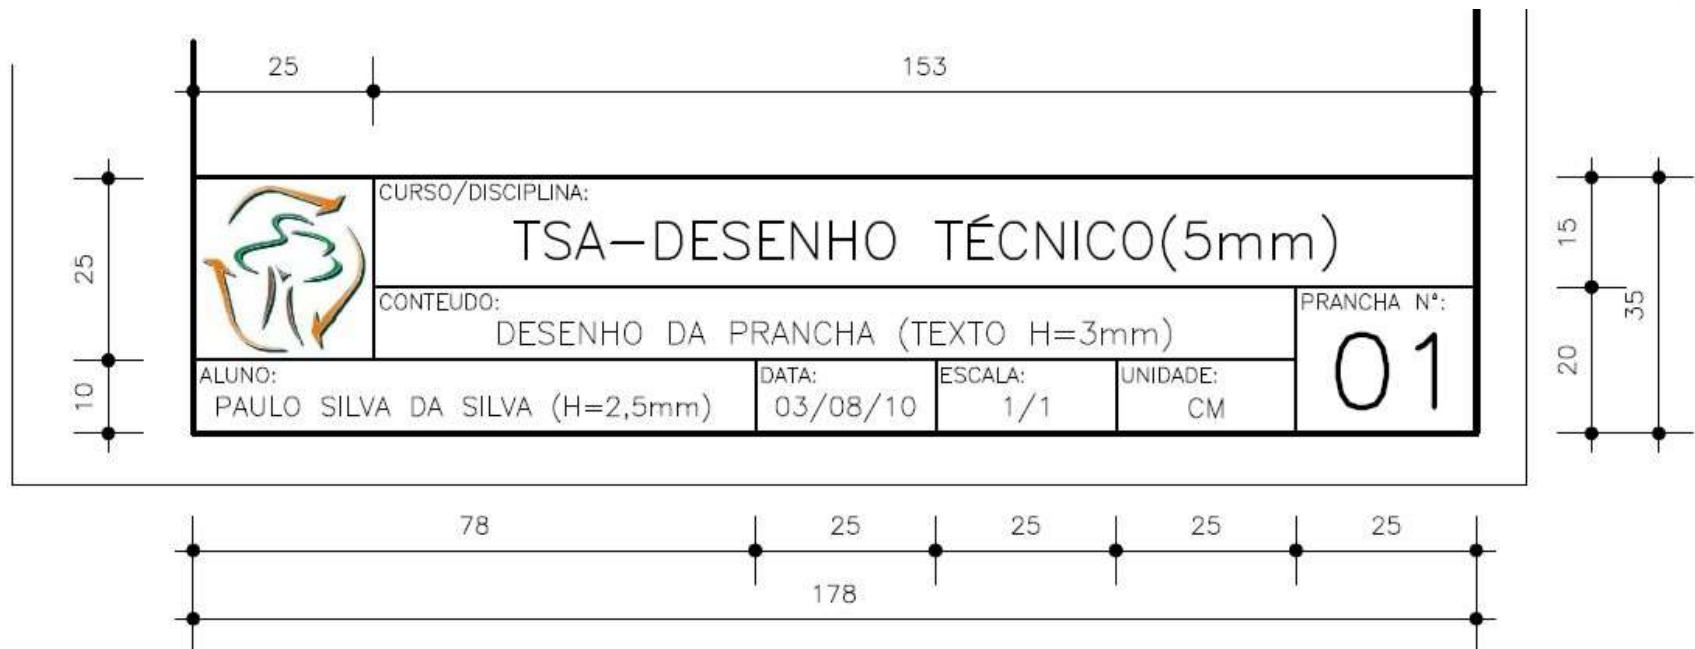 25 153
CURSO/DISCIPLINA:
TSA-DESENHO TÉCNICO(5mm)
CONTEUDO:
DESENHO DA PRANCHA (TEXTO H=3mm)
PRANCHA Nº:
01
ALUNO:
PAULO SILVA DA SILVA (H=2,5mm)
DATA:
03/08/10
ESCALA:
1/1
UNIDADE:
CM
25
10
15
20
35
78 25 25 25 25
178